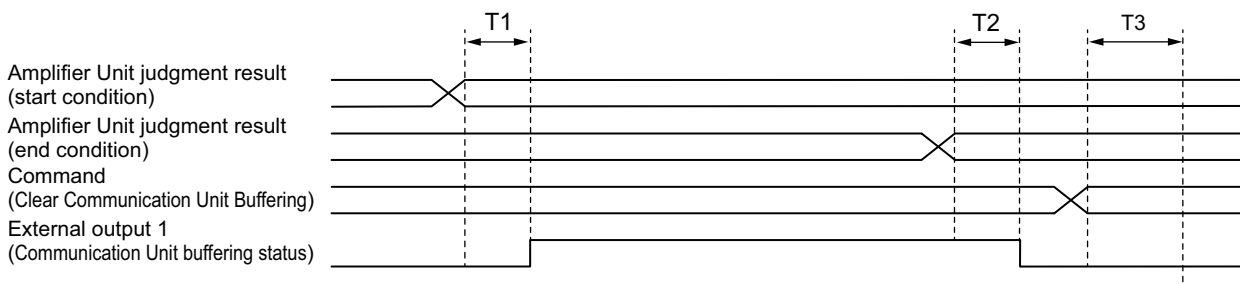 T1
T2
T3
Amplifier Unit judgment result
(start condition)
Amplifier Unit judgment result
(end condition)
Command
(Clear Communication Unit Buffering)
External output 1
(Communication Unit buffering status)